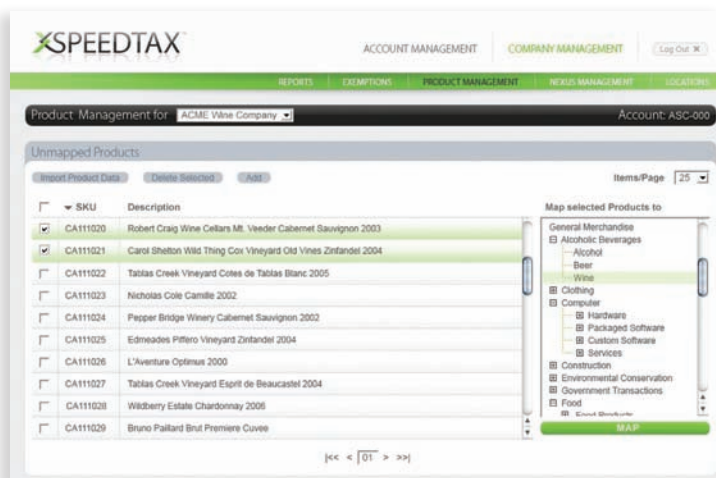 XSPEEDTAX
ACCOUNT MANAGEMENT COMPANY MANAGEMENT Log Out X
REPORTS EXEMPTIONS PRODUCT MANAGEMENT NEXUS MANAGEMENT LOCATIONS
Product Management for ACME Wine Company Account: ASC-000
Unmapped Products
Import Product Data Delete Selected Add Items/Page 25
SKU Description Map selected Products to
CA111020 Robert Craig Wine Cellars Mt. Veeder Cabernet Sauvignon 2003
CA111021 Carol Shelton Wild Thing Cox Vineyard Old Vines Zinfandel 2004
CA111022 Tablas Creek Vineyard Cotes de Tablas Blanc 2005
CA111023 Nicholas Cole Camille 2002
CA111024 Pepper Bridge Winery Cabernet Sauvignon 2002
CA111025 Edmeades Piffero Vineyard Zinfandel 2004
CA111026 L'Aventure Optimus 2000
CA111027 Tablas Creek Vineyard Esprit de Beaucastel 2004
CA111028 Wildberry Estate Chardonnay 2006
CA111029 Bruno Paillard Brut Premiere Cuvee
General Merchandise
Alcoholic Beverages
Alcohol
Beer
Wine
Clothing
Computer
Hardware
Packaged Software
Custom Software
Services
Construction
Environmental Conservation
Government Transactions
Food
Food Products
MAP
|<< < 01 > >>|